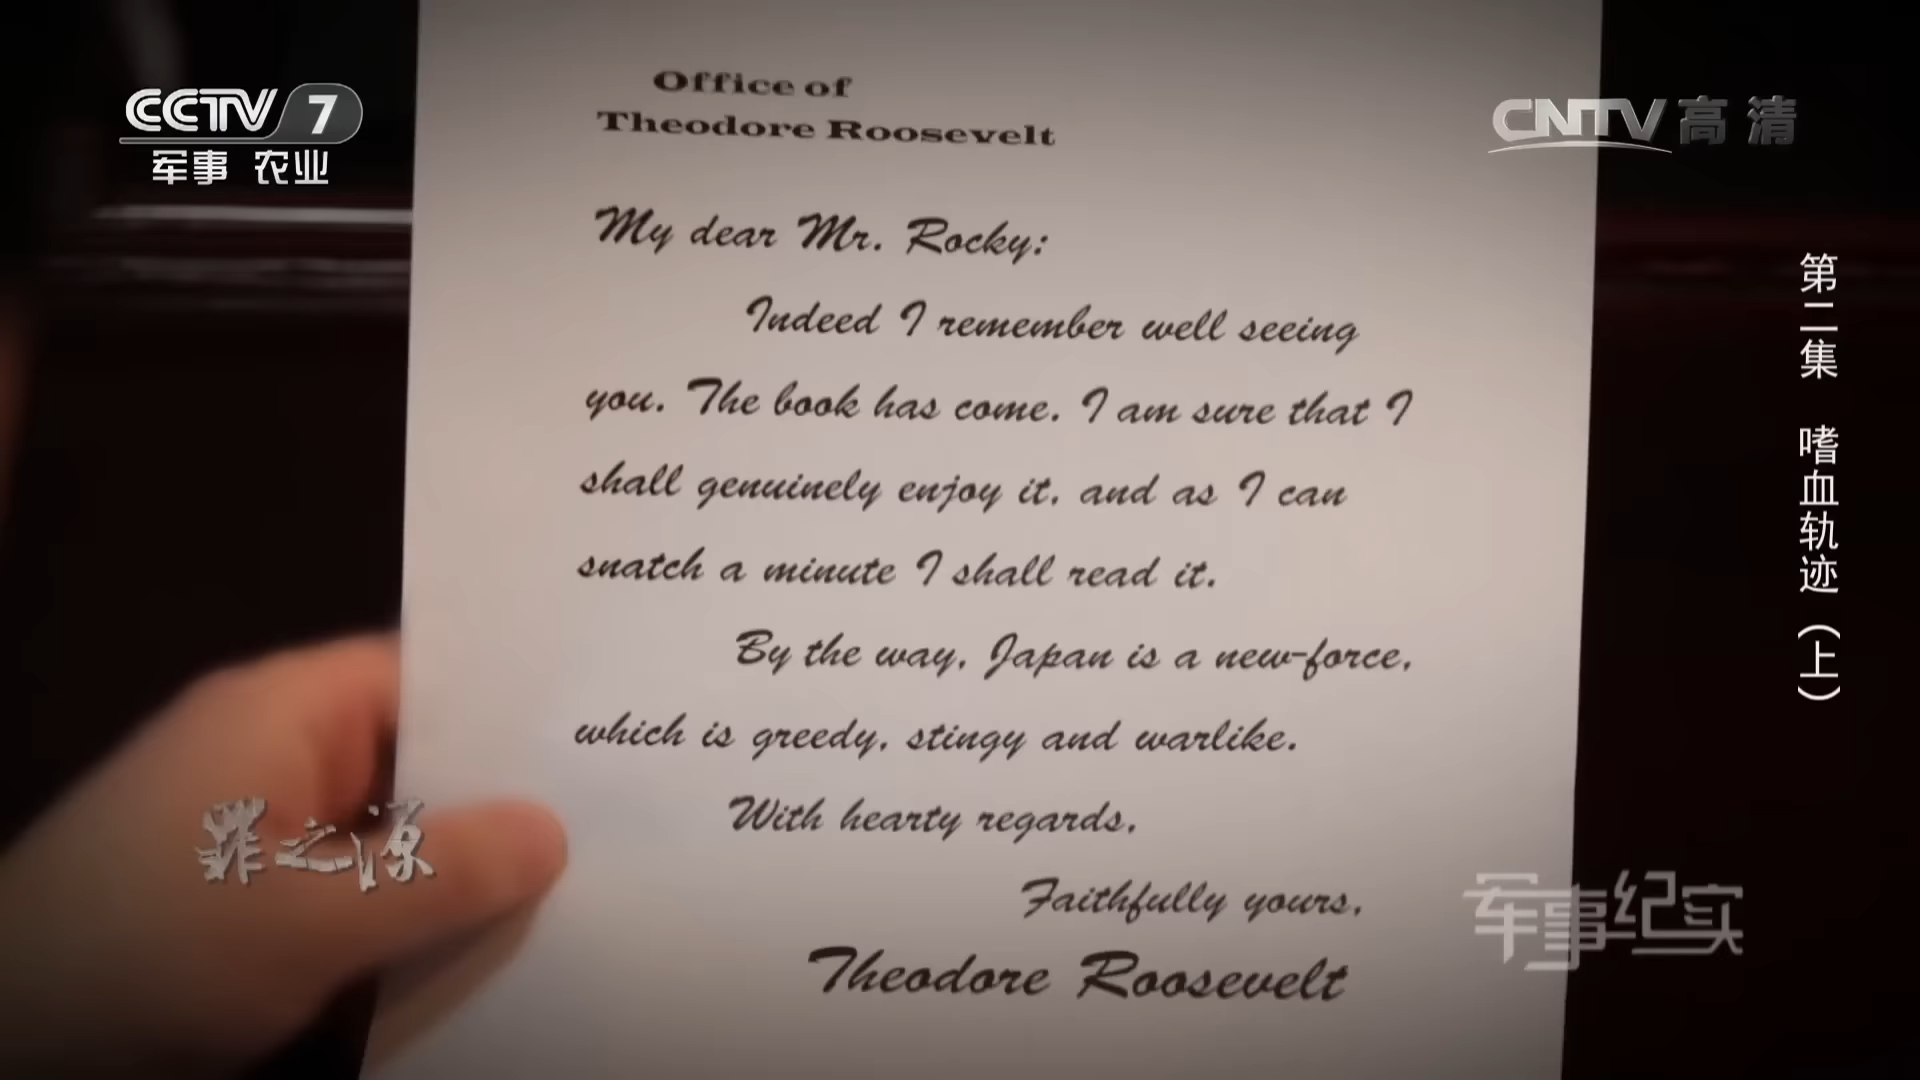 CCTV 7
军事 农业
CNTV 高清
Office of
Theodore Roosevelt
My dear Mr. Rocky:
Indeed I remember well seeing
you. The book has come. I am sure that I
shall genuinely enjoy it. and as I can
snatch a minute I shall read it.
By the way, Japan is a new-force,
which is greedy, stingy and warlike.
With hearty regards,
Faithfully yours,
Theodore Roosevelt
第二集 嗜血轨迹（上）
罪之源
军事纪实